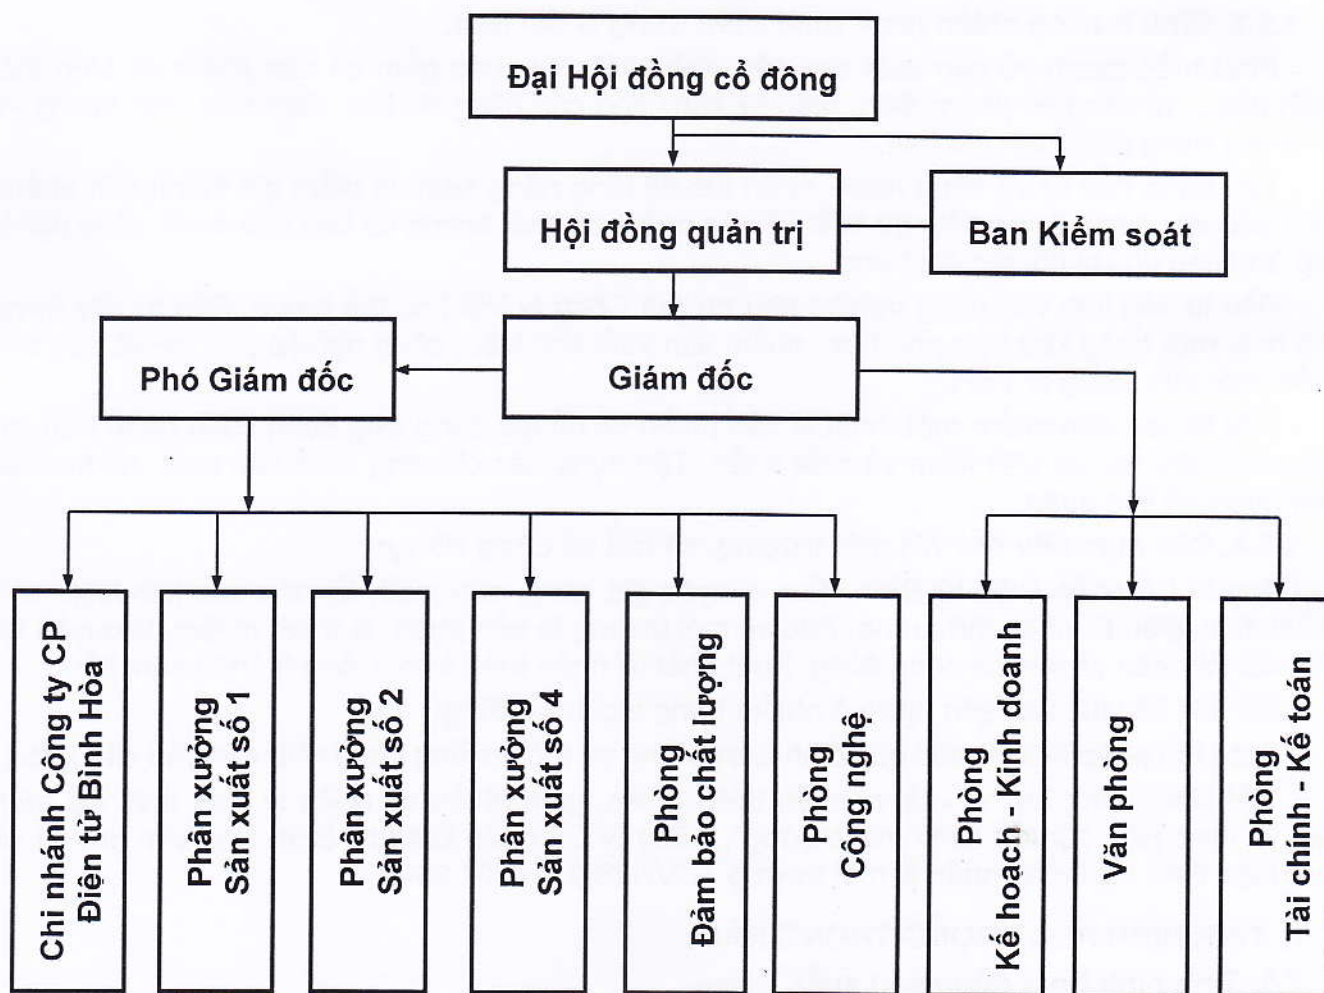 Đại Hội đồng cổ đông
Hội đồng quản trị
Ban Kiểm soát
Phó Giám đốc
Giám đốc
Chi nhánh Công ty CP
Điện tử Bình Hòa
Phân xưởng
Sản xuất số 1
Phân xưởng
Sản xuất số 2
Phân xưởng
Sản xuất số 4
Phòng
Đảm bảo chất lượng
Phòng
Công nghệ
Phòng
Kế hoạch - Kinh doanh
Văn phòng
Phòng
Tài chính - Kế toán